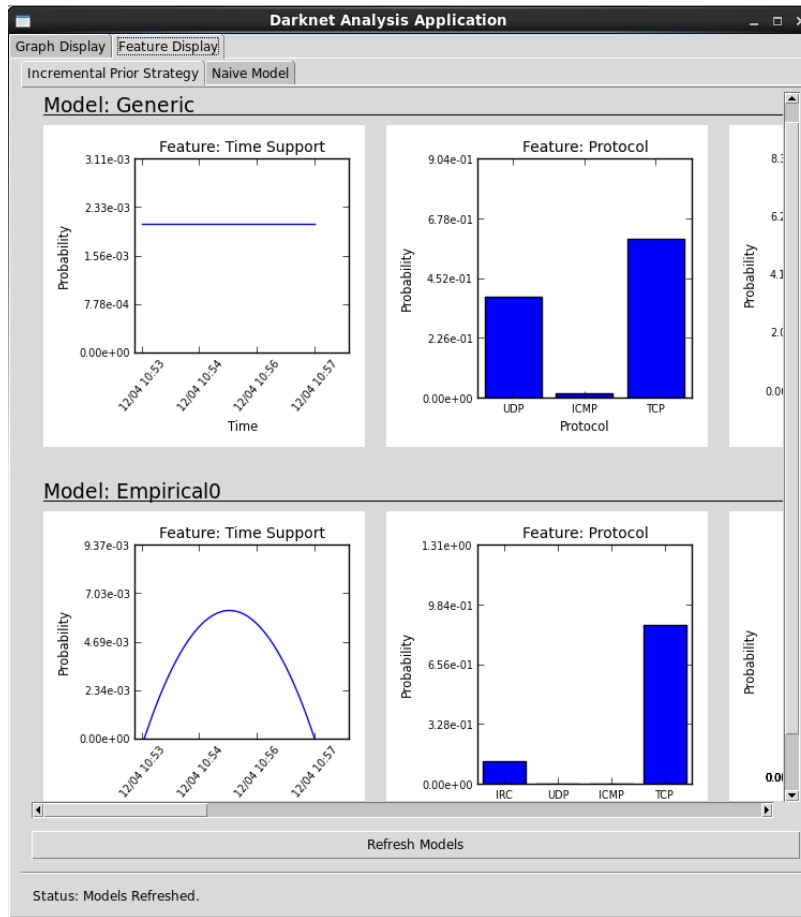 Darknet Analysis Application
Graph Display Feature Display
Incremental Prior Strategy Naive Model
Model: Generic
Feature: Time Support
3.11e-03
2.33e-03
1.56e-03
7.78e-04
0.00e+00
Probability
12/04 10:53
12/04 10:54
12/04 10:56
12/04 10:57
Time
Feature: Protocol
9.04e-01
6.78e-01
4.52e-01
2.26e-01
0.00e+00
Probability
UDP ICMP TCP
Protocol
Probability
Model: Empirical0
Feature: Time Support
9.37e-03
7.03e-03
4.69e-03
2.34e-03
0.00e+00
Probability
12/04 10:53
12/04 10:54
12/04 10:56
12/04 10:57
Feature: Protocol
1.31e+00
9.84e-01
6.56e-01
3.28e-01
0.00e+00
Probability
IRC UDP ICMP TCP
Probability
Refresh Models
Status: Models Refreshed.